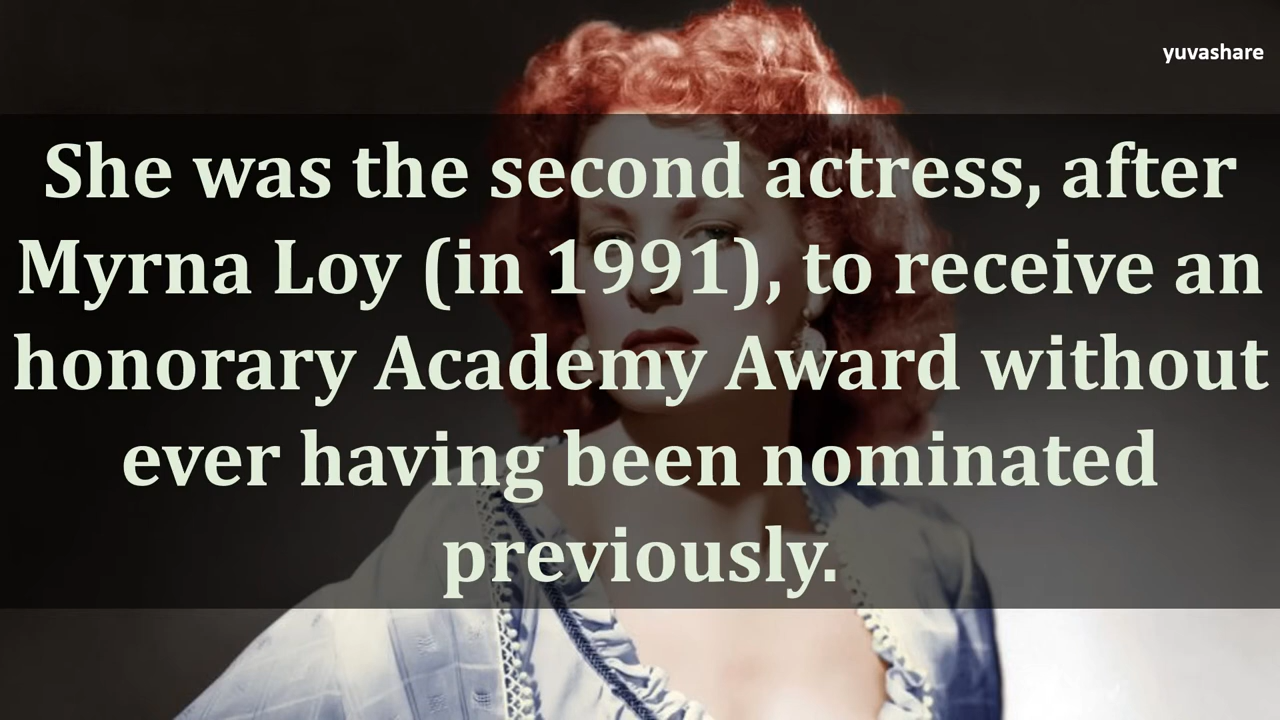 yuvashare
She was the second actress, after
Myrna Loy (in 1991), to receive an
honorary Academy Award without
ever having been nominated
previously.